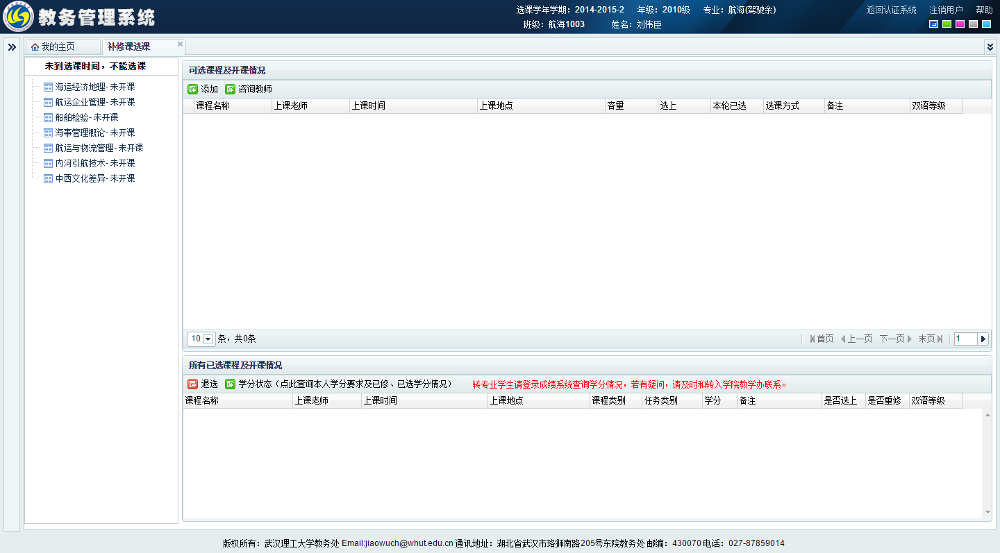 教务管理系统
选课学年学期：2014-2015-2 年级：2010级 专业：航海(驾驶余)
班级：航海1003 姓名：刘伟臣
返回认证系统 注销用户 帮助
我的主页 补修课选课
未到选课时间，不能选课
海运经济地理-未开课
航运企业管理-未开课
船舶检验-未开课
海事管理概论-未开课
航运与物流管理-未开课
内河引航技术-未开课
中西文化差异-未开课
可选课程及开课情况
添加 咨询教师
课程名称 上课老师 上课时间 上课地点 容量 选上 本轮已选 选课方式 备注 双语等级
10 条，共0条 首页 上一页 下一页 末页 1
所有已选课程及开课情况
退选 学分状态（点此查询本人学分要求及已修、已选学分情况） 转专业学生请登录成绩系统查询学分情况，若有疑问，请及时和转入学院教学办联系。
课程名称 上课老师 上课时间 上课地点 课程类别 任务类别 学分 备注 是否选上 是否重修 双语等级
版权所有：武汉理工大学教务处 Email:jiaowuch@whut.edu.cn 通讯地址：湖北省武汉市珞狮南路205号东院教务处 邮编：430070 电话：027-87859014